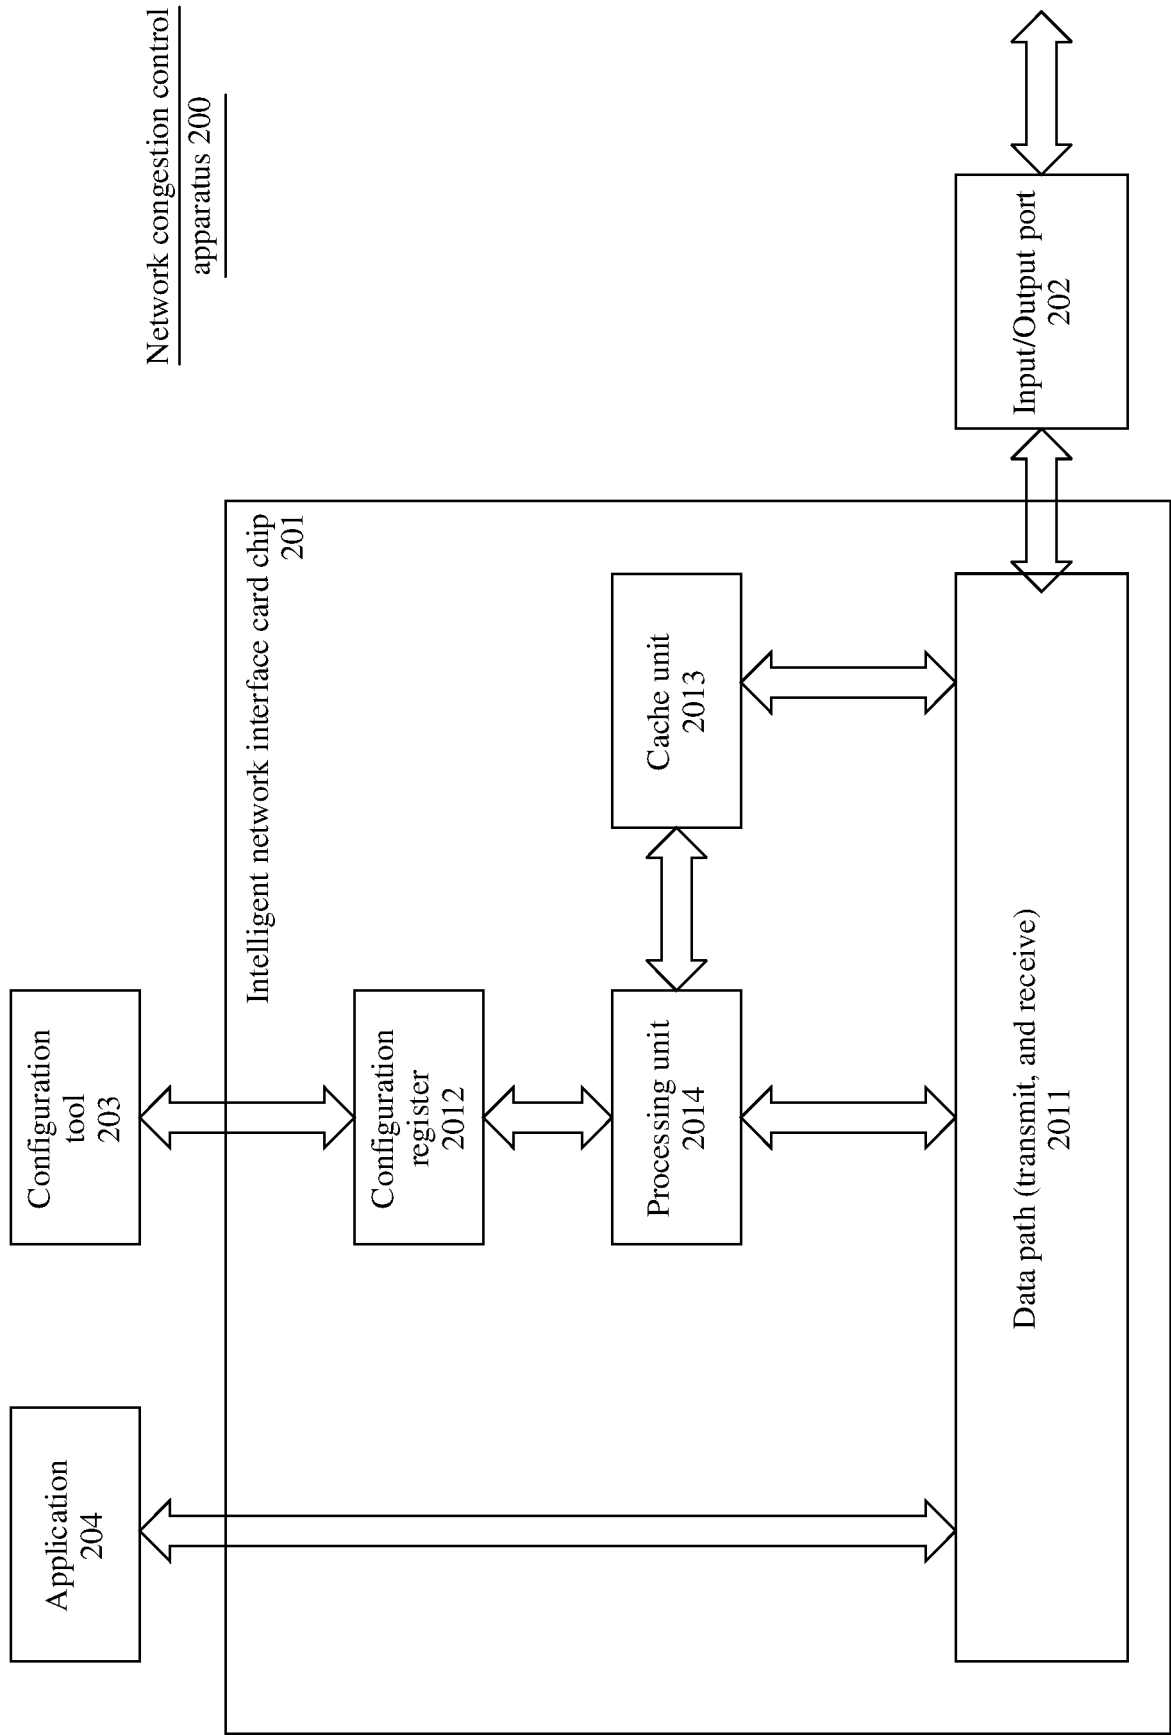 Network congestion control
apparatus 200
Application
204
Configuration
tool
203
Intelligent network interface card chip
201
Configuration
register
2012
Processing unit
2014
Cache unit
2013
Data path (transmit, and receive)
2011
Input/Output port
202